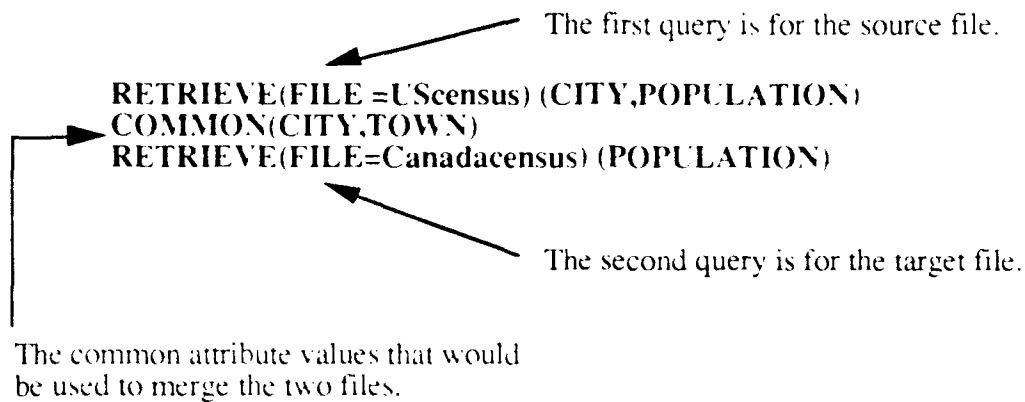 The first query is for the source file.
RETRIEVE(FILE =UScensus) (CITY,POPULATION)
COMMON(CITY,TOWN)
RETRIEVE(FILE=Canadacensus) (POPULATION)
The second query is for the target file.
The common attribute values that would
be used to merge the two files.